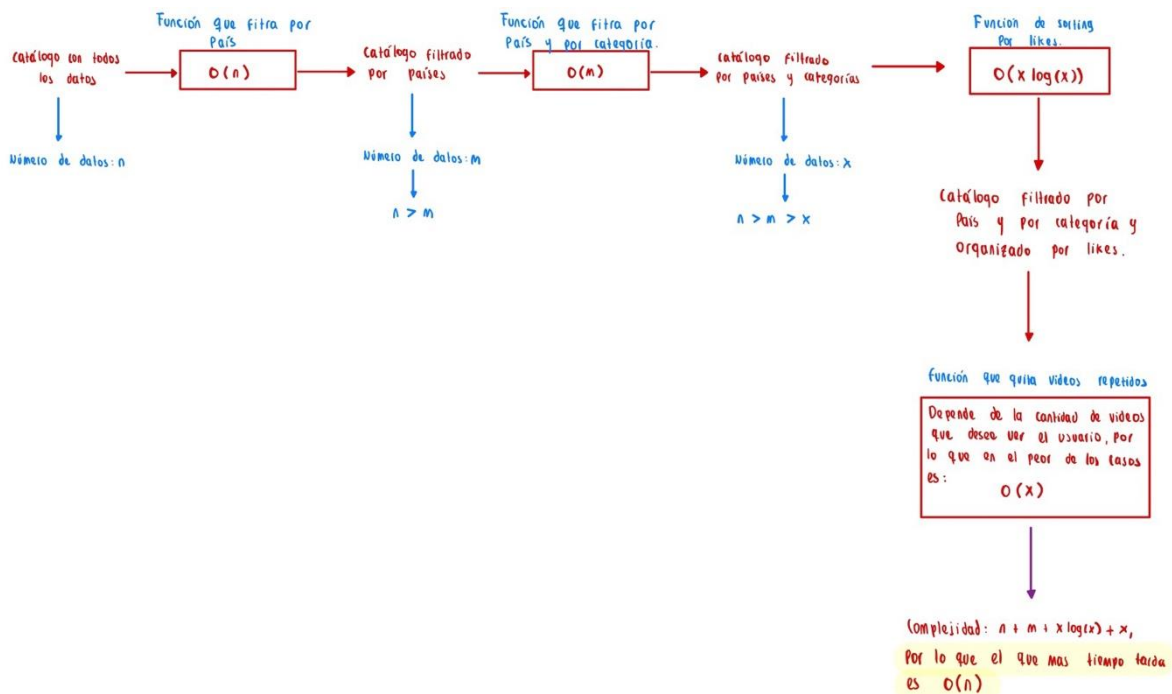 Función que fitra por
País
Catálogo con todos
los datos
O(n)
Número de datos: n
Catálogo filtrado
por países
Número de datos: m
n > m
Función que fitra por
País y por categoría.
O(m)
catálogo filtrado
por países y categorías
Número de datos: x
n > m > x
Función de sorting
Por likes.
O(x log(x))
Catálogo filtrado por
País y por categoría y
organizado por likes.
Función que quita videos repetidos
Depende de la cantidad de videos
que desea ver el usuario, por
lo que en el peor de los casos
es:
O(x)
Complejidad: n + m + x log(x) + x,
Por lo que el que mas tiempo tarda
es O(n)